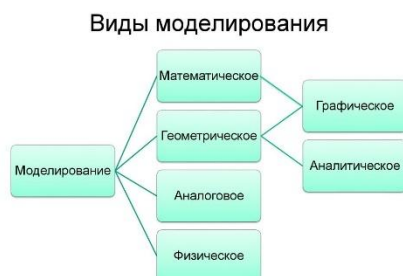 Виды моделирования
Математическое
Графическое
Геометрическое
Аналитическое
Моделирование
Аналоговое
Физическое